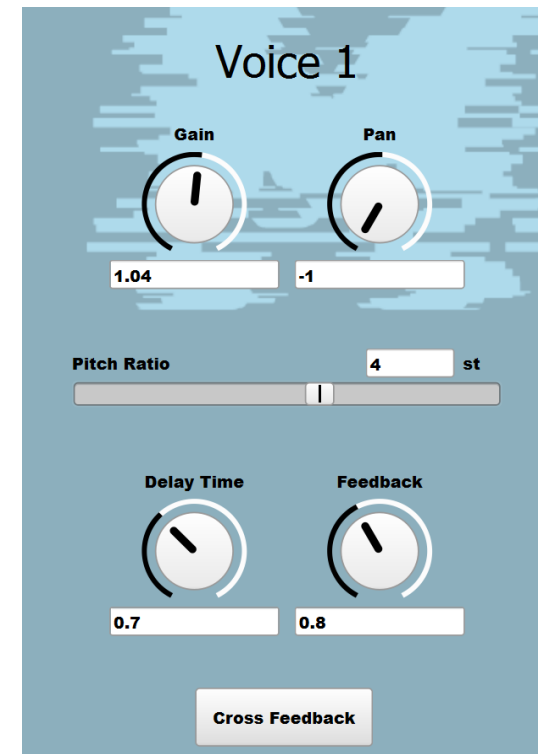 Voice 1
Gain Pan
1.04 -1
Pitch Ratio 4 st
Delay Time Feedback
0.7 0.8
Cross Feedback